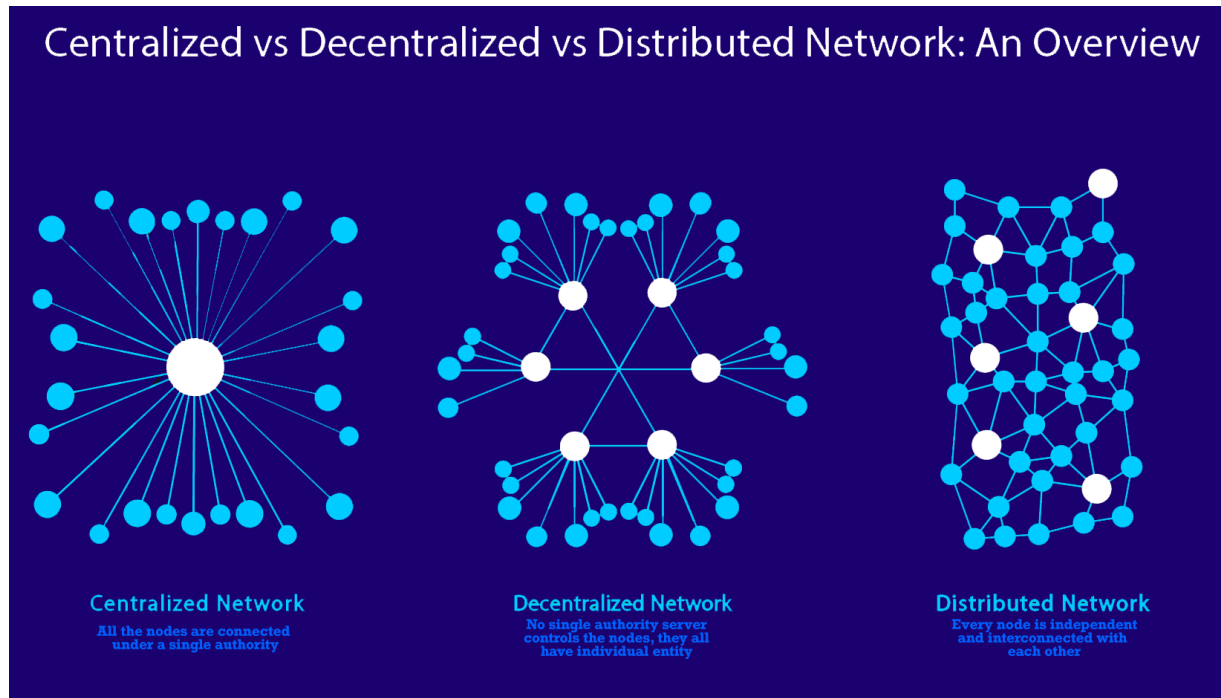 Centralized vs Decentralized vs Distributed Network: An Overview
Centralized Network
All the nodes are connected
under a single authority
Decentralized Network
No single authority server
controls the nodes, they all
have individual entity
Distributed Network
Every node is independent
and interconnected with
each other